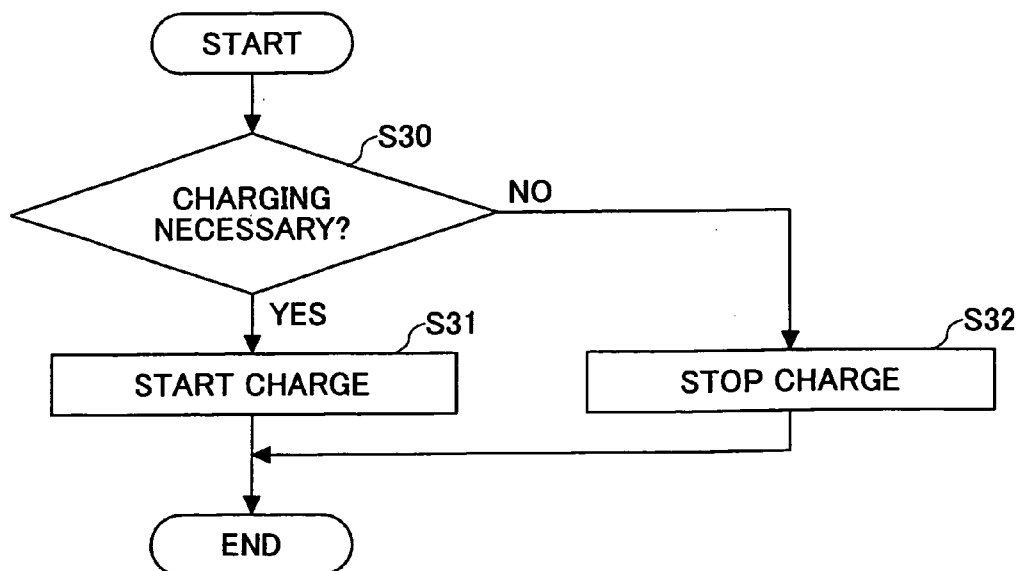 START
S30
CHARGING
NECESSARY?
NO
YES
S31
START CHARGE
S32
STOP CHARGE
END